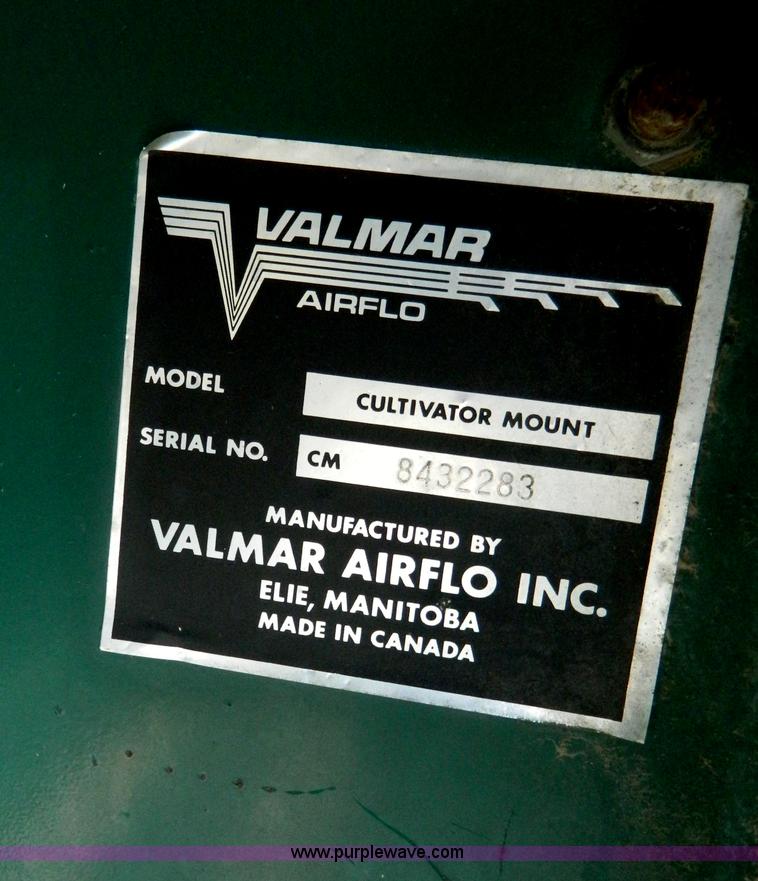 VALMAR
AIRFLO
MODEL CULTIVATOR MOUNT
SERIAL NO. CM 8432283
MANUFACTURED BY
VALMAR AIRFLO INC.
ELIE, MANITOBA
MADE IN CANADA
www.purplewave.com